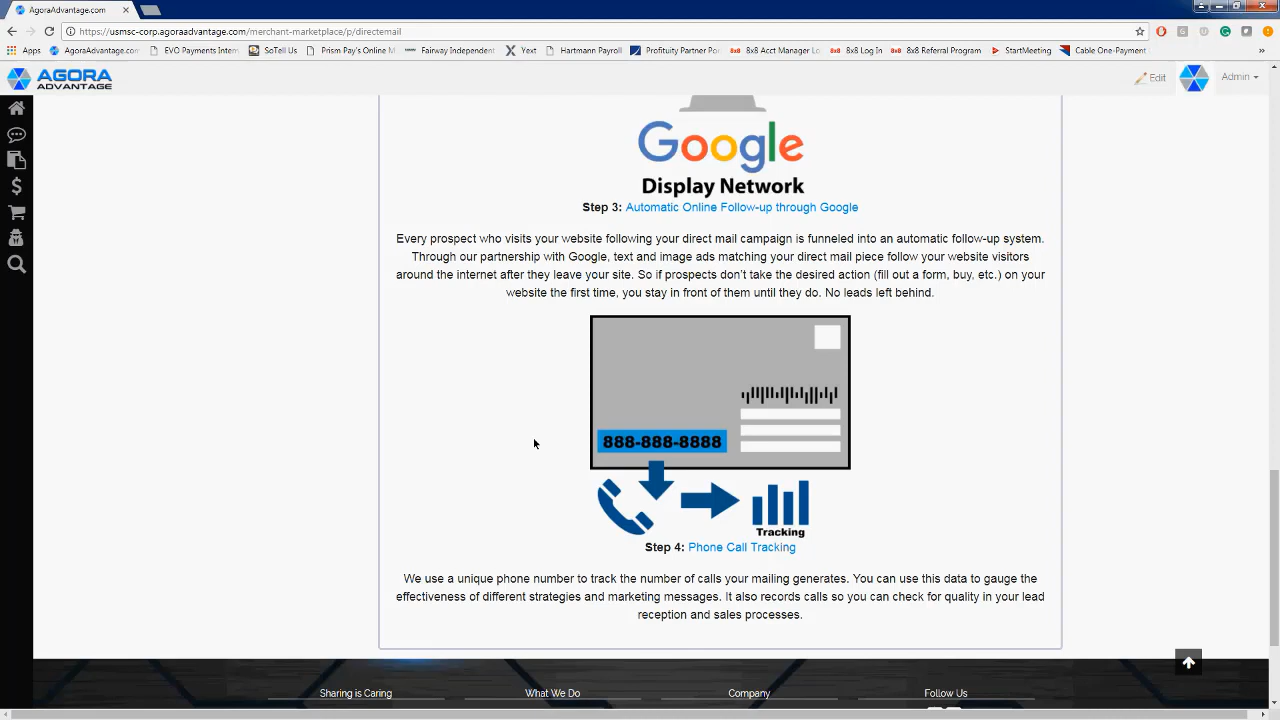 AgoraAdvantage.com
https://usmsc-corp.agoraadvantage.com/merchant-marketplace/p/directemail
Apps AgoraAdvantage.com EVO Payments Intern SoTell Us Prism Pay's Online M Fairway Independent Yext Hartmann Payroll Profituity Partner 8x8 Acct Manager Lo 8x8 Log In 8x8 Referral Program StartMeeting Cable One-Payment
AGORA
ADVANTAGE
Edit
Admin
Google
Display Network
Step 3: Automatic Online Follow-up through Google
Every prospect who visits your website following your direct mail campaign is funneled into an automatic follow-up system.
Through our partnership with Google, text and image ads matching your direct mail piece follow your website visitors
around the internet after they leave your site. So if prospects don't take the desired action (fill out a form, buy, etc.) on your
website the first time, you stay in front of them until they do. No leads left behind.
888-888-8888
Tracking
Step 4: Phone Call Tracking
We use a unique phone number to track the number of calls your mailing generates. You can use this data to gauge the
effectiveness of different strategies and marketing messages. It also records calls so you can check for quality in your lead
reception and sales processes.
Sharing is Caring What We Do Company Follow Us